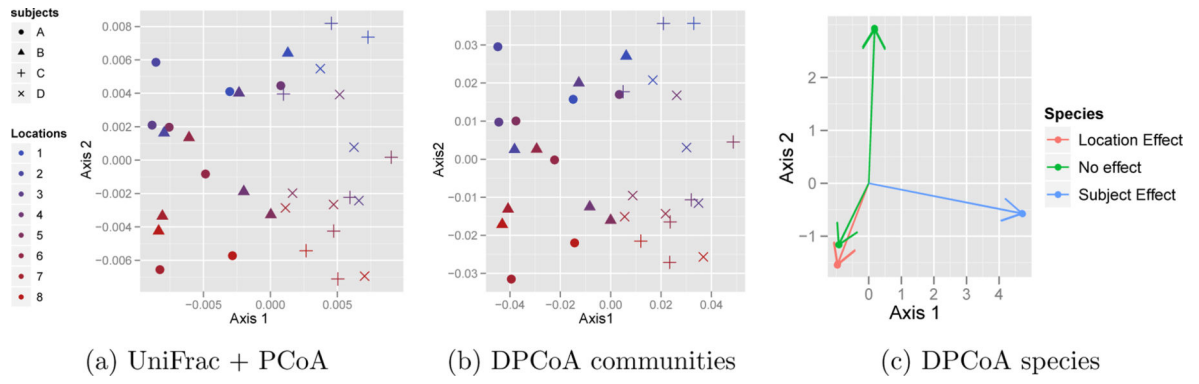 subjects
A
B
C
D
Locations
1
2
3
4
5
6
7
8
Axis 2
0.008
0.006
0.004
0.002
0.000
−0.002
−0.004
−0.006
−0.005
0.000
0.005
Axis 1
(a) UniFrac + PCoA
Axis2
0.03
0.02
0.01
0.00
−0.01
−0.02
−0.03
−0.04
−0.02
0.00
0.02
0.04
Axis1
(b) DPCoA communities
Axis 2
2
1
0
−1
0
1
2
3
4
Axis 1
Species
Location Effect
No effect
Subject Effect
(c) DPCoA species